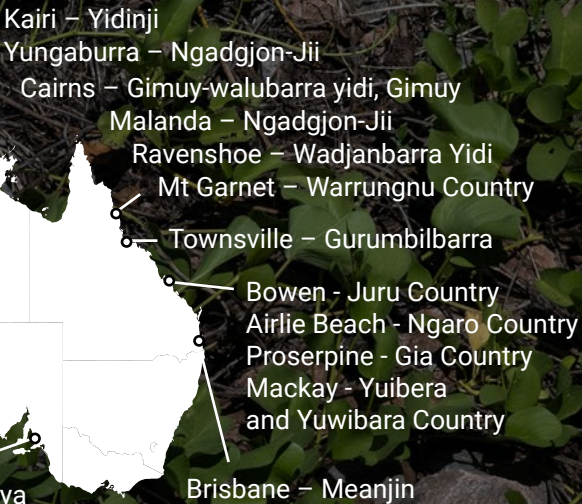 Kairi – Yidinji
Yungaburra – Ngadgjon-Jii
Cairns – Gimuy-walubarra yidi, Gimuy
Malanda – Ngadgjon-Jii
Ravenshoe – Wadjanbarra Yidi
Mt Garnet – Warrungnu Country
Townsville – Gurumbilbarra
Bowen - Juru Country
Airlie Beach - Ngaro Country
Proserpine - Gia Country
Mackay - Yuibera
and Yuwibara Country
Brisbane – Meanjin